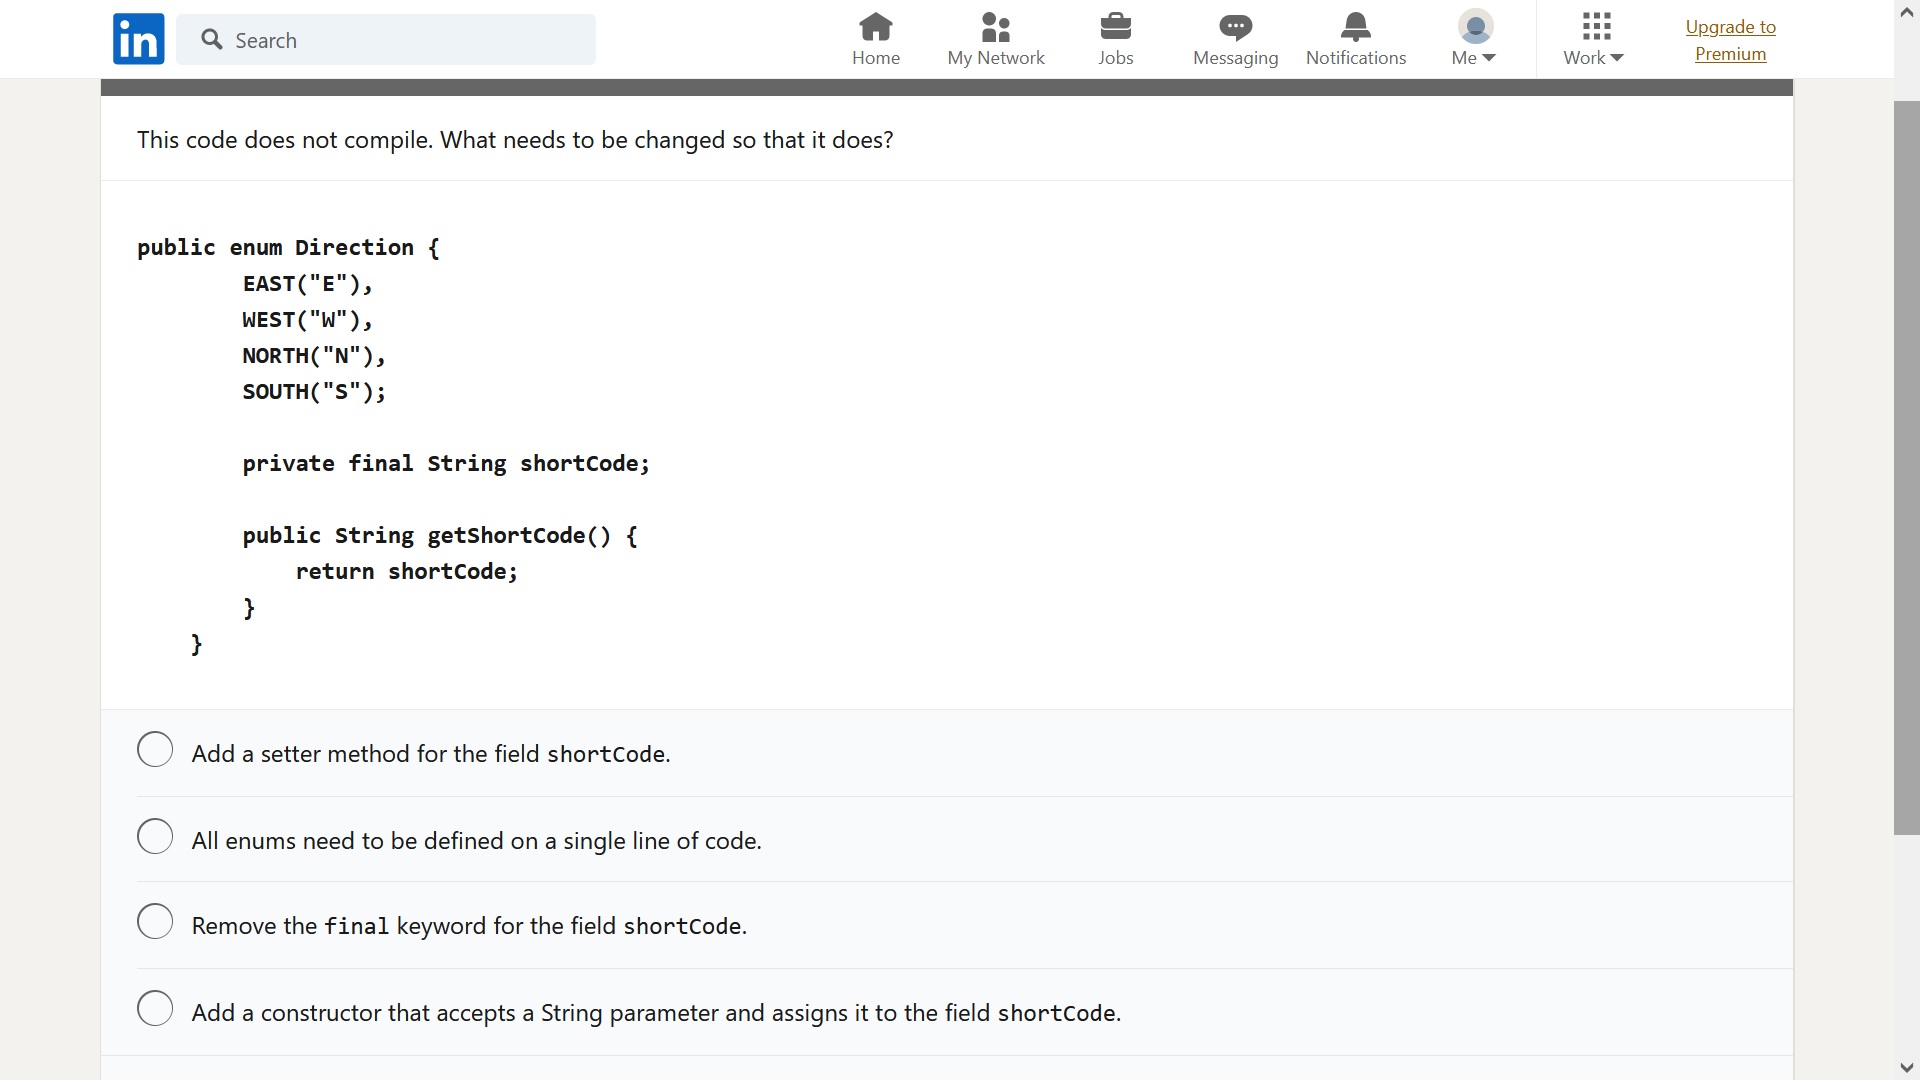 in
Search
Home
My Network
Jobs
Messaging
Notifications
Me
Work
Upgrade to
Premium
This code does not compile. What needs to be changed so that it does?
public enum Direction {
EAST("E"),
WEST("W"),
NORTH("N"),
SOUTH("S");
private final String shortCode;
public String getShortCode() {
return shortCode;
}
}
Add a setter method for the field shortCode.
All enums need to be defined on a single line of code.
Remove the final keyword for the field shortCode.
Add a constructor that accepts a String parameter and assigns it to the field shortCode.